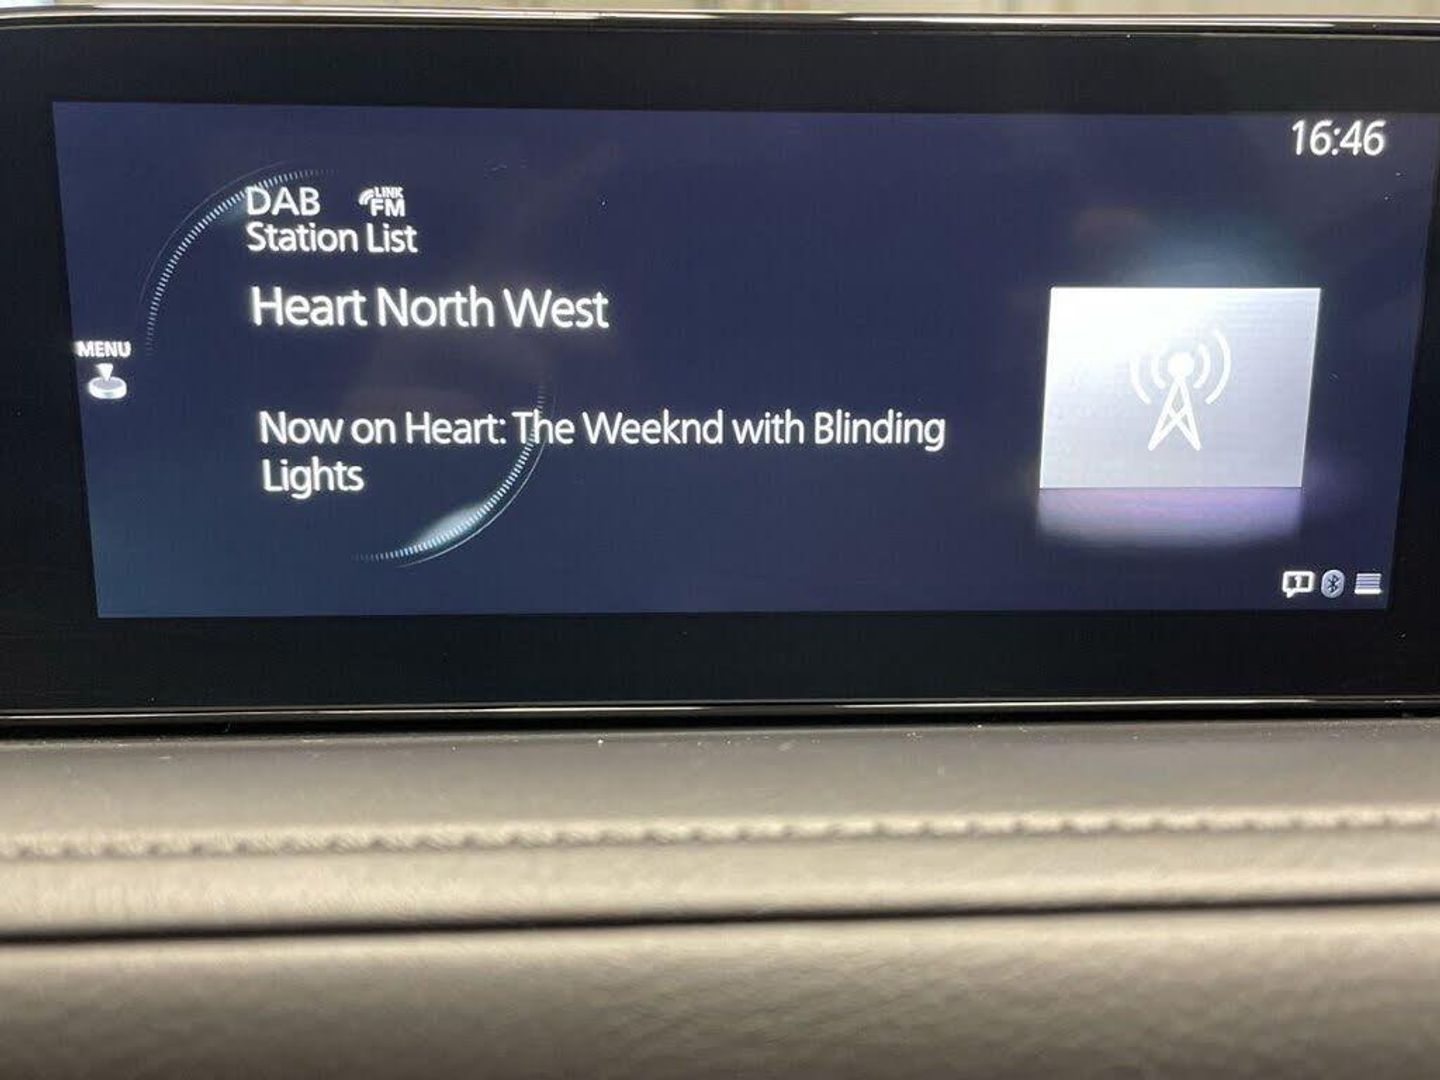 16:46
DAB LINK FM
Station List
Heart North West
MENU
Now on Heart: The Weeknd with Blinding
Lights
1